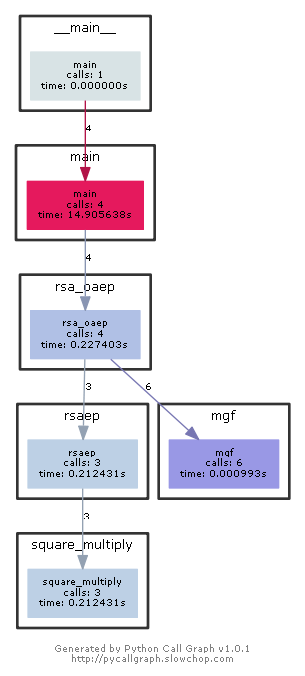 __main__
main
calls: 1
time: 0.000000s
4
main
main
calls: 4
time: 14.905638s
4
rsa_oaep
rsa_oaep
calls: 4
time: 0.227403s
3
6
rsaep
mgf
rsaep
calls: 3
time: 0.212431s
mgf
calls: 6
time: 0.000993s
3
square_multiply
square_multiply
calls: 3
time: 0.212431s
Generated by Python Call Graph v1.0.1
http://pycallgraph.slowchop.com